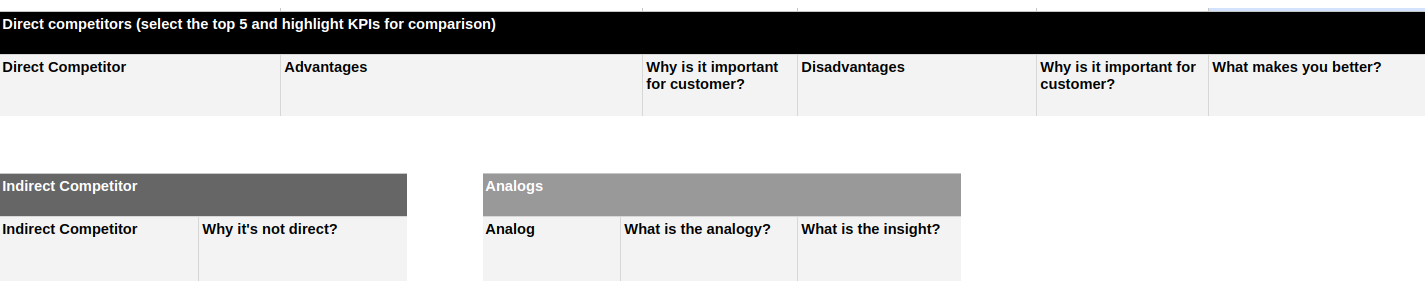 Direct competitors (select the top 5 and highlight KPIs for comparison)
Direct Competitor
Advantages
Why is it important
for customer?
Disadvantages
Why is it important for
customer?
What makes you better?
Indirect Competitor
Indirect Competitor
Why it's not direct?
Analogs
Analog
What is the analogy?
What is the insight?